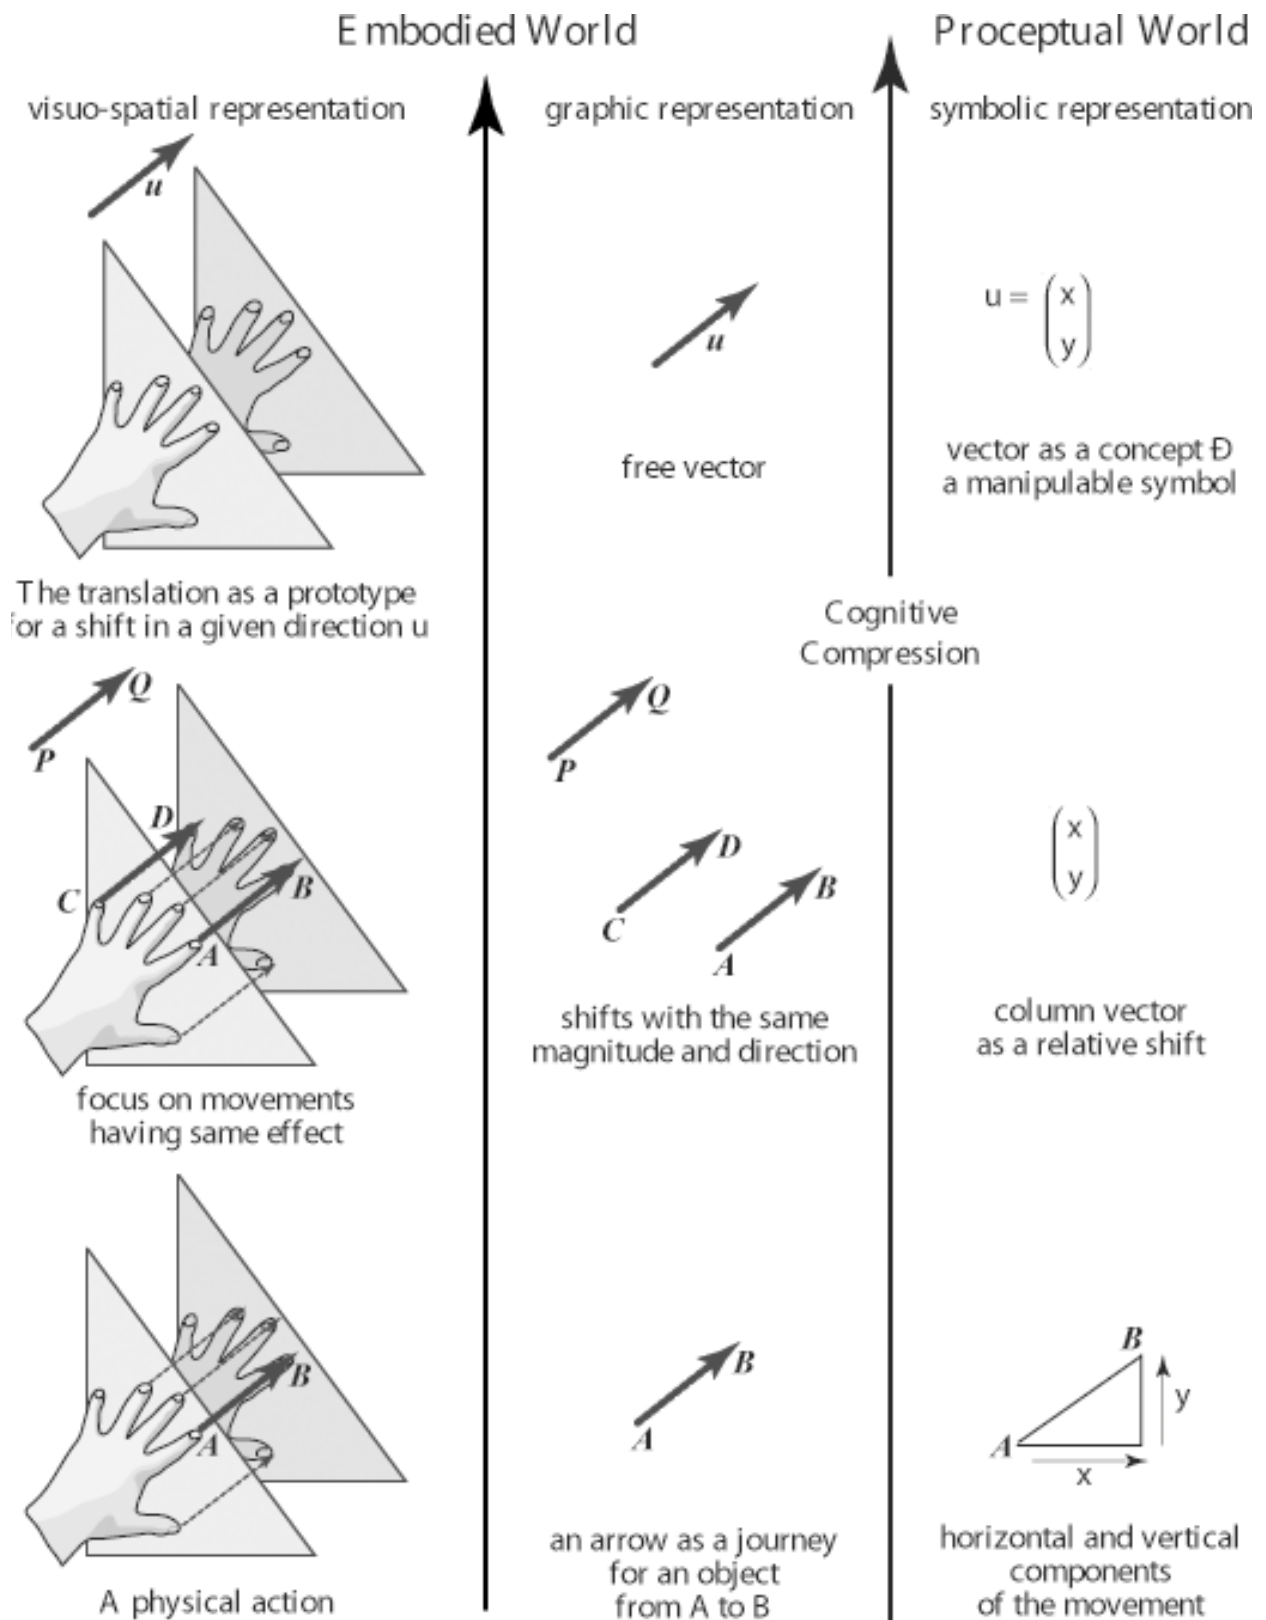 Embodied World
Proceptual World
visuo-spatial representation
graphic representation
symbolic representation
u
u
u = (x
y)
free vector
vector as a concept Đ
a manipulable symbol
The translation as a prototype
for a shift in a given direction u
Cognitive
Compression
Q
P
D
C
B
A
Q
P
D
C
B
A
(x
y)
shifts with the same
magnitude and direction
column vector
as a relative shift
focus on movements
having same effect
B
A
B
A
B
A
y
x
A physical action
an arrow as a journey
for an object
from A to B
horizontal and vertical
components
of the movement